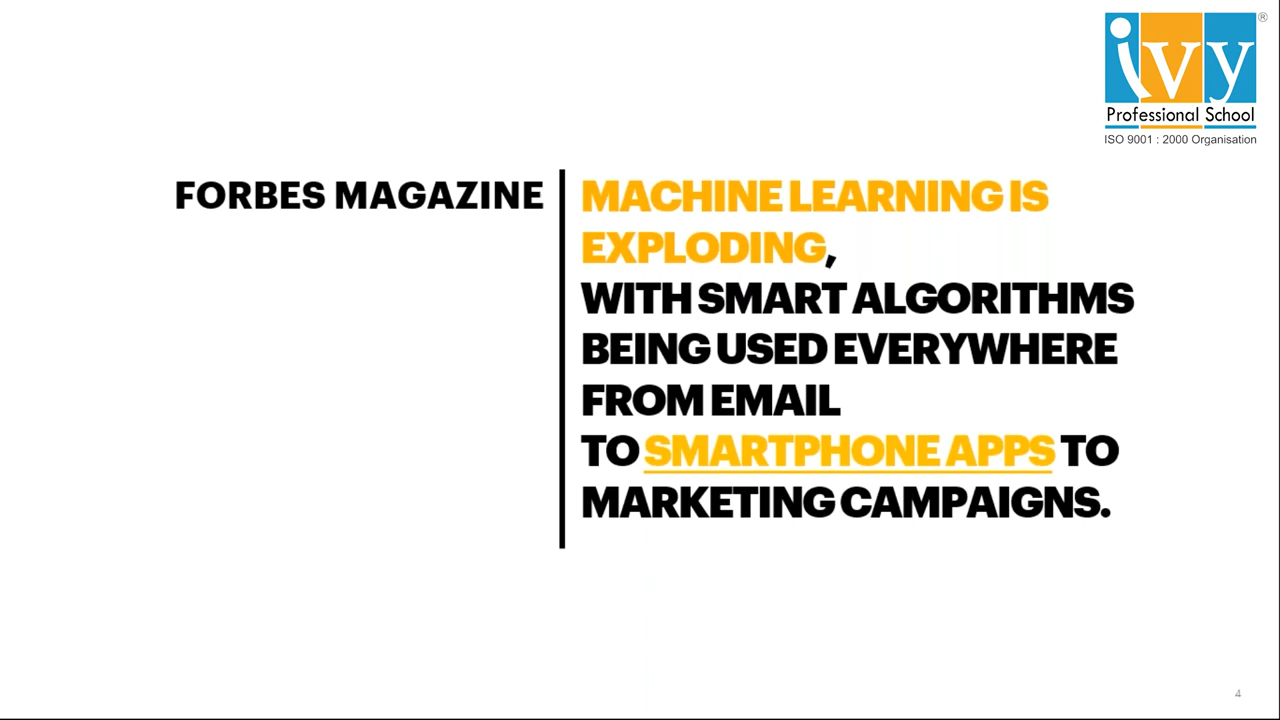 ivy
®
Professional School
ISO 9001 : 2000 Organisation
FORBES MAGAZINE
MACHINE LEARNING IS
EXPLODING,
WITH SMART ALGORITHMS
BEING USED EVERYWHERE
FROM EMAIL
TO SMARTPHONE APPS TO
MARKETING CAMPAIGNS.
4